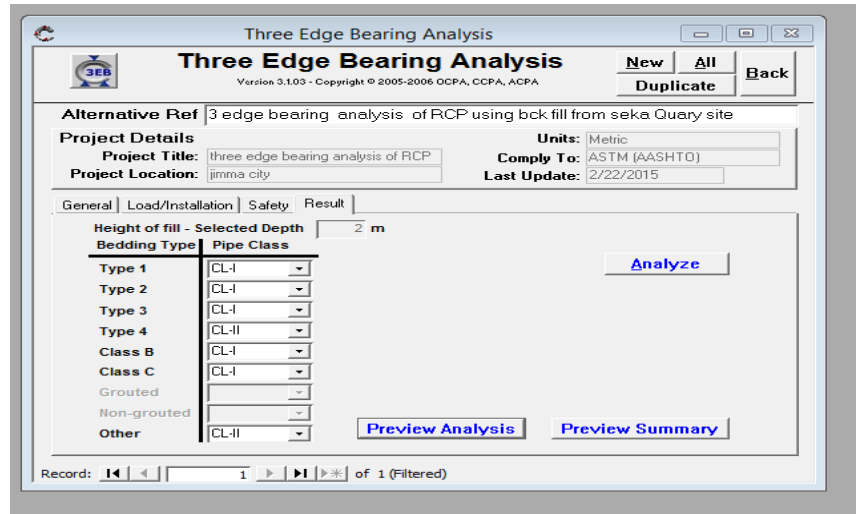 Three Edge Bearing Analysis
3EB
Three Edge Bearing Analysis
Version 3.1.03 - Copyright © 2005-2006 OCPA, CCPA, ACPA
New All Back
Duplicate
Alternative Ref 3 edge bearing analysis of RCP using bck fill from seka Quary site
Project Details Units: Metric
Project Title: three edge bearing analysis of RCP Comply To: ASTM (AASHTO)
Project Location: jimma city Last Update: 2/22/2015
General Load/Installation Safety Result
Height of fill - Selected Depth 2 m
Bedding Type Pipe Class
Type 1 CL-I Analyze
Type 2 CL-I
Type 3 CL-I
Type 4 CL-II
Class B CL-I
Class C CL-I
Grouted
Non-grouted
Other CL-II Preview Analysis Preview Summary
Record: 1 of 1 (Filtered)